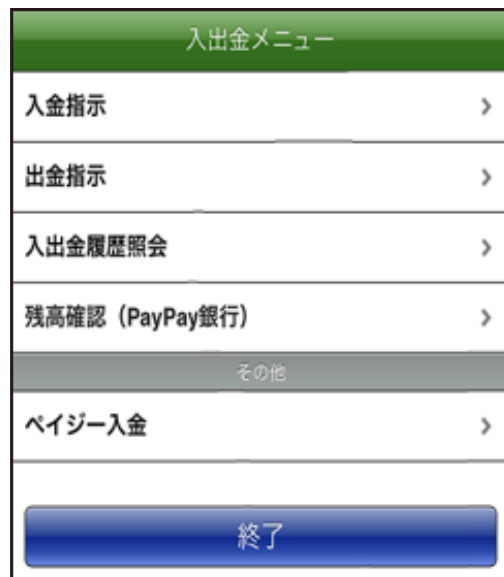 入出金メニュー
入金指示
出金指示
入出金履歴照会
残高確認（PayPay銀行）
その他
ペイジー入金
終了